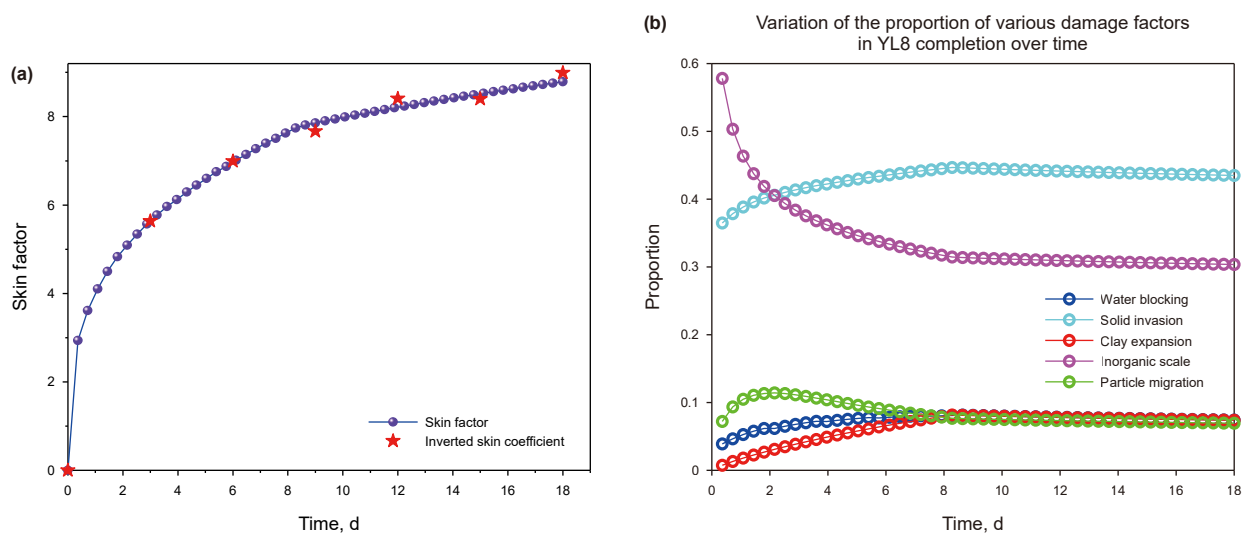 (a)
Skin factor
8
6
4
2
0
0 2 4 6 8 10 12 14 16 18
Time, d
Skin factor
Inverted skin coefficient
(b)
Variation of the proportion of various damage factors
in YL8 completion over time
Proportion
0.6
0.5
0.4
0.3
0.2
0.1
0
0 2 4 6 8 10 12 14 16 18
Time, d
Water blocking
Solid invasion
Clay expansion
Inorganic scale
Particle migration